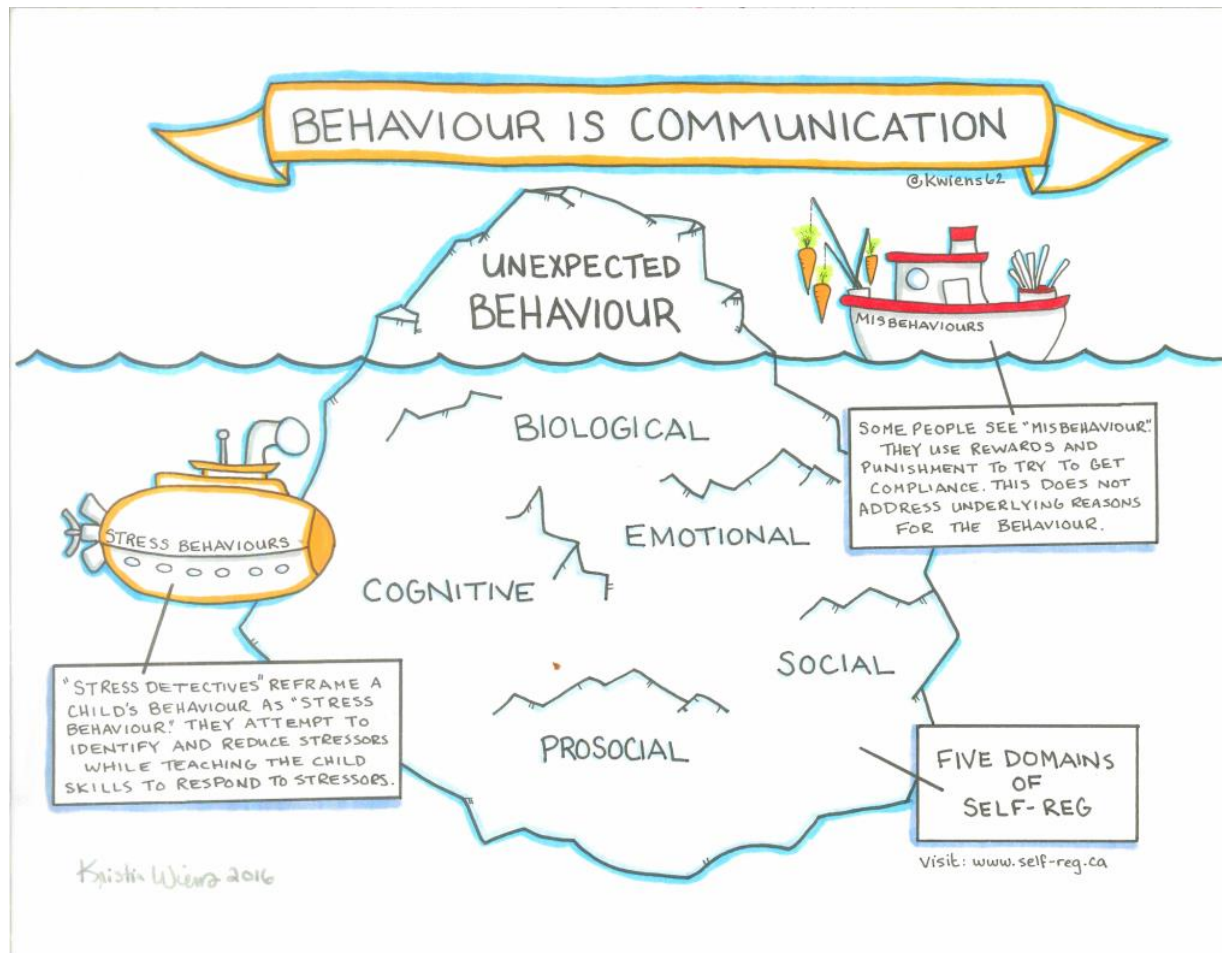 BEHAVIOUR IS COMMUNICATION
@Kwiens62
UNEXPECTED
BEHAVIOUR
MISBEHAVIOURS
SOME PEOPLE SEE "MISBEHAVIOUR."
THEY USE REWARDS AND
PUNISHMENT TO TRY TO GET
COMPLIANCE. THIS DOES NOT
ADDRESS UNDERLYING REASONS
FOR THE BEHAVIOUR.
BIOLOGICAL
EMOTIONAL
STRESS BEHAVIOURS
COGNITIVE
SOCIAL
"STRESS DETECTIVES" REFRAME A
CHILD'S BEHAVIOUR AS "STRESS
BEHAVIOUR." THEY ATTEMPT TO
IDENTIFY AND REDUCE STRESSORS
WHILE TEACHING THE CHILD
SKILLS TO RESPOND TO STRESSORS.
PROSOCIAL
FIVE DOMAINS
OF
SELF-REG
Visit: www.self-reg.ca
Kristin Wiens 2016